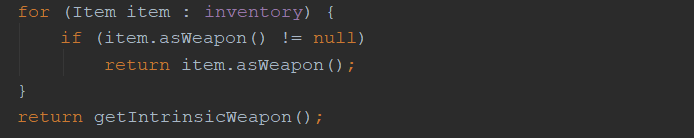 for (Item item : inventory) {
    if (item.asWeapon() != null)
        return item.asWeapon();
}
return getIntrinsicWeapon();